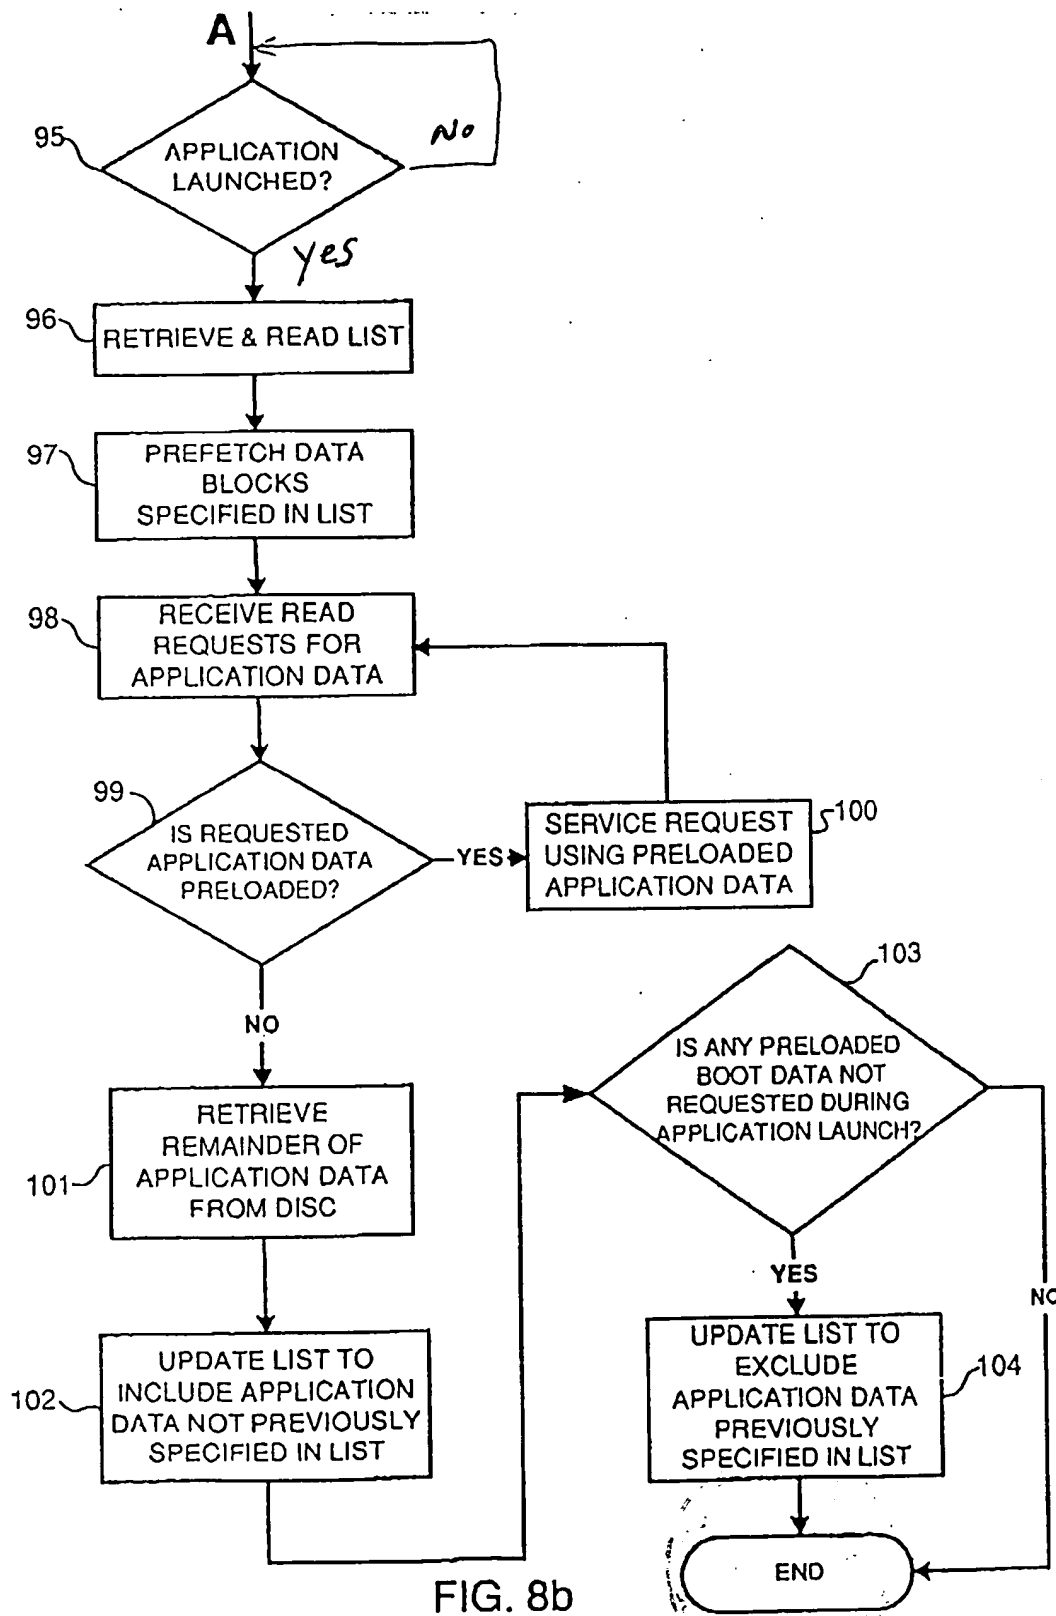 A
95
APPLICATION
LAUNCHED?
No
yes
96
RETRIEVE & READ LIST
97
PREFETCH DATA
BLOCKS
SPECIFIED IN LIST
98
RECEIVE READ
REQUESTS FOR
APPLICATION DATA
99
IS REQUESTED
APPLICATION DATA
PRELOADED?
YES
100
SERVICE REQUEST
USING PRELOADED
APPLICATION DATA
NO
101
RETRIEVE
REMAINDER OF
APPLICATION DATA
FROM DISC
102
UPDATE LIST TO
INCLUDE APPLICATION
DATA NOT PREVIOUSLY
SPECIFIED IN LIST
103
IS ANY PRELOADED
BOOT DATA NOT
REQUESTED DURING
APPLICATION LAUNCH?
YES
NO
104
UPDATE LIST TO
EXCLUDE
APPLICATION DATA
PREVIOUSLY
SPECIFIED IN LIST
END
FIG. 8b